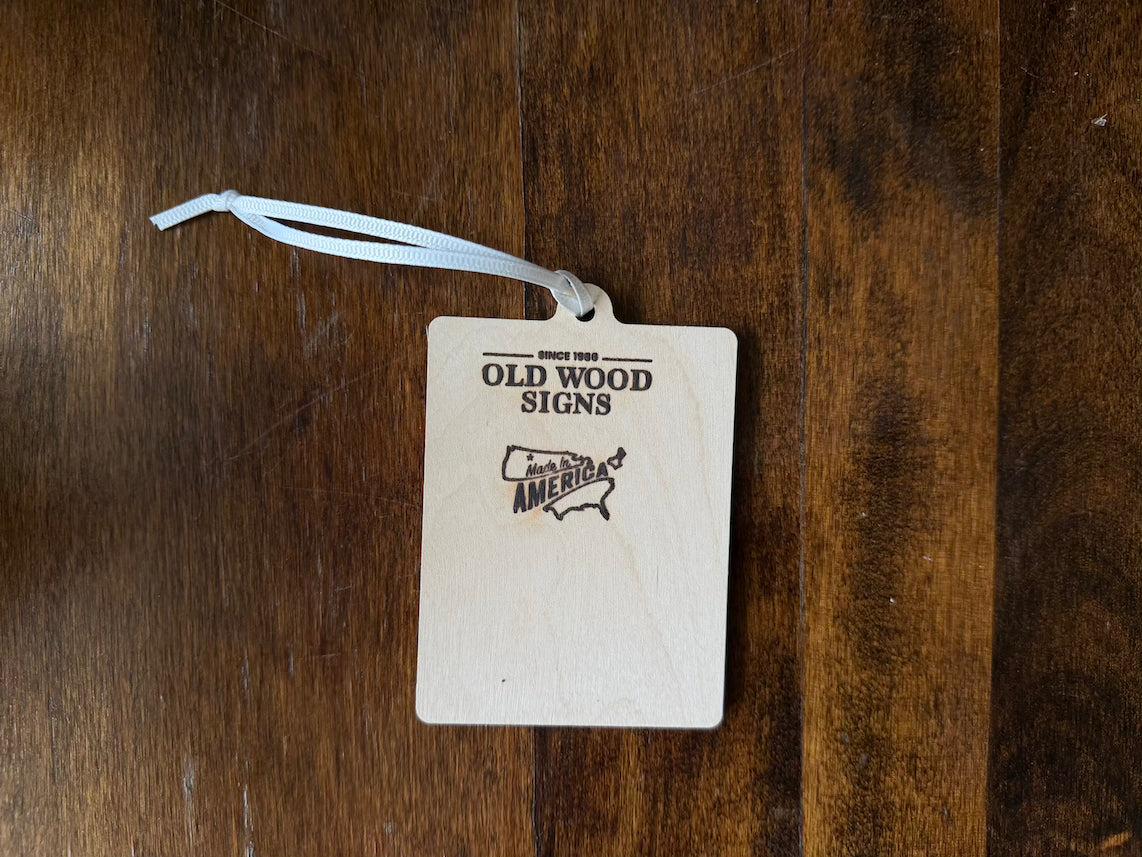 SINCE 1986
OLD WOOD
SIGNS
Made in
AMERICA